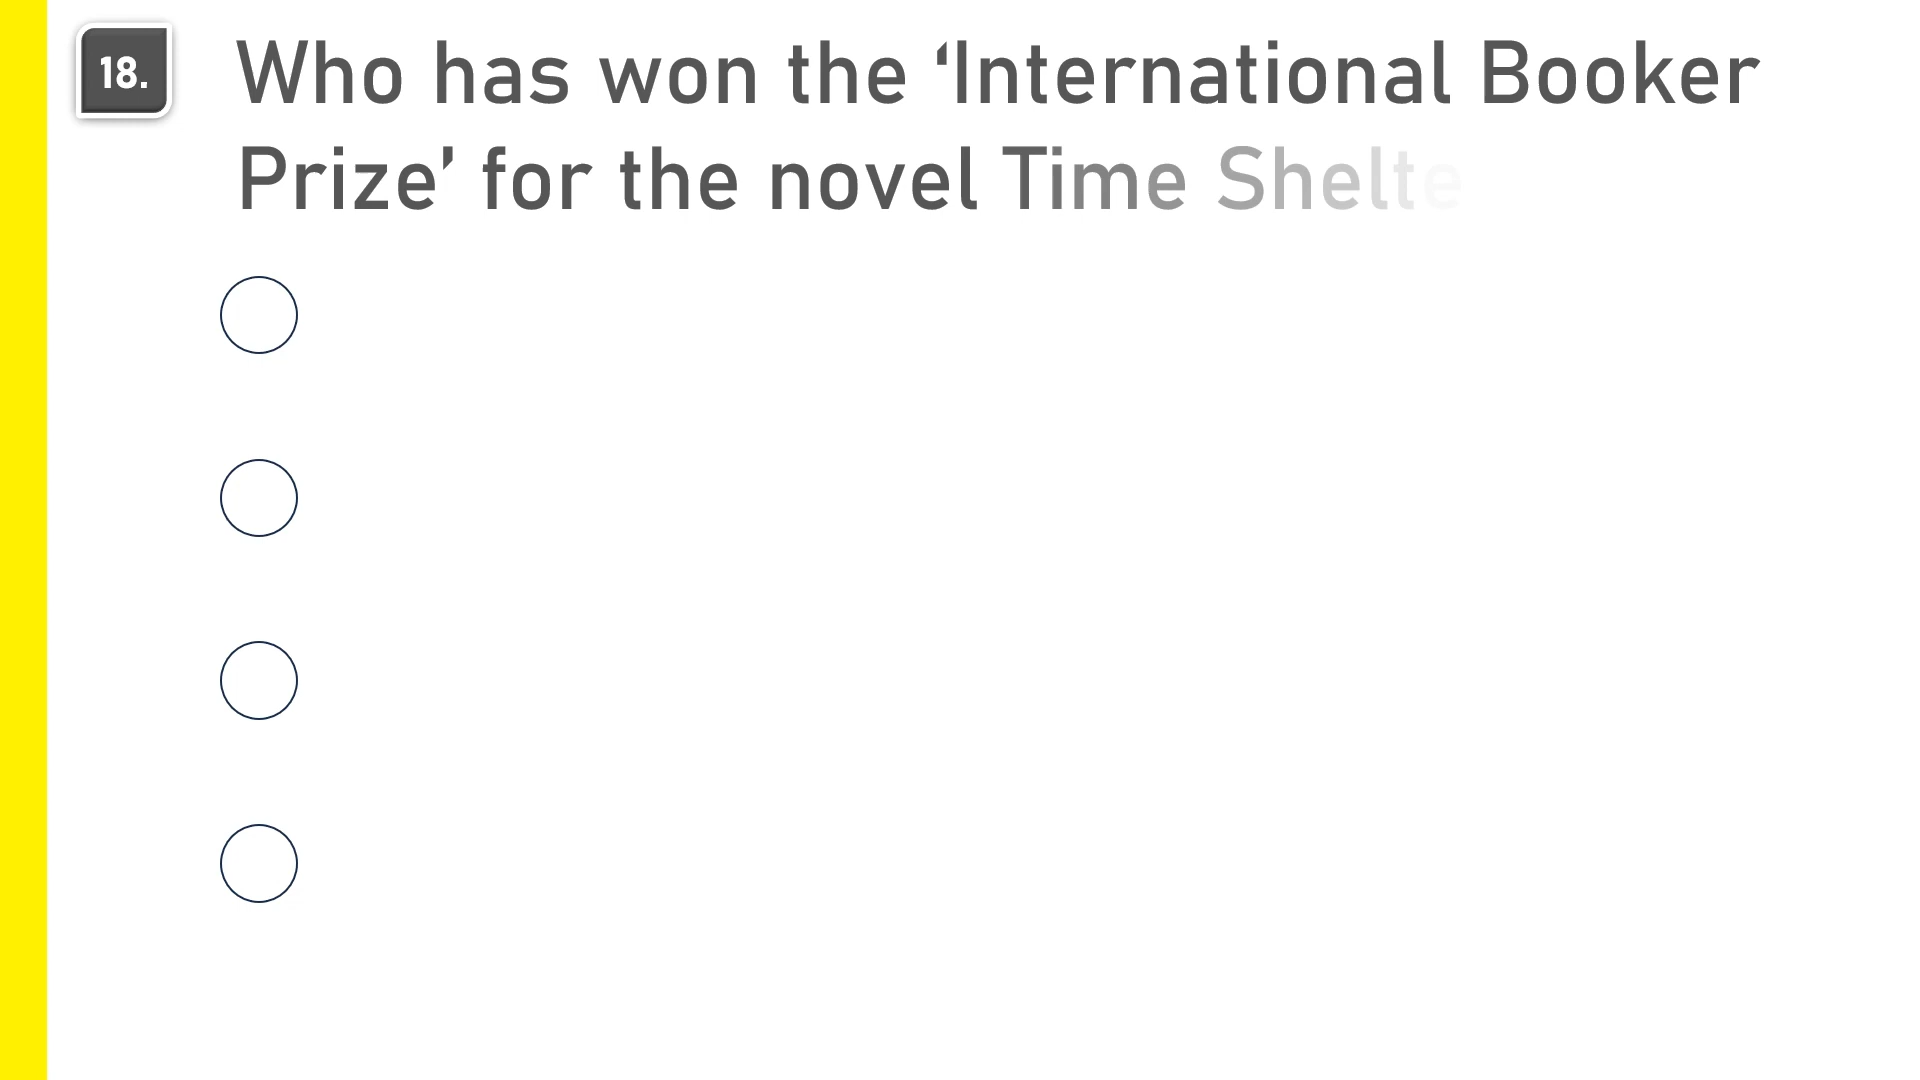 18.
Who has won the ‘International Booker
Prize’ for the novel Time Shelte